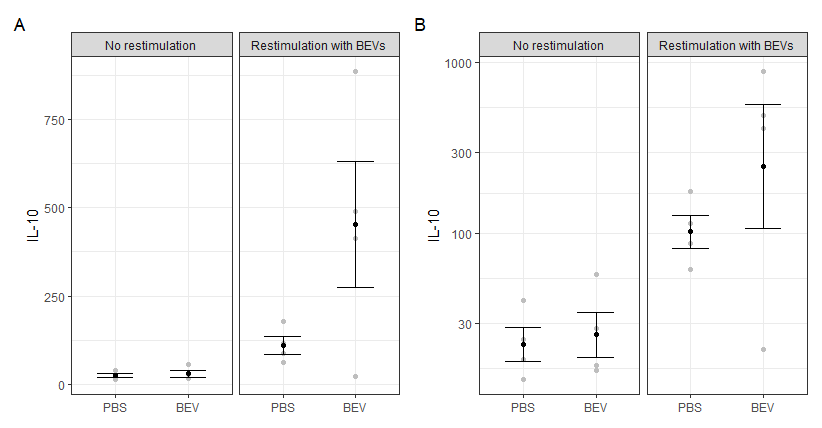 A
No restimulation
Restimulation with BEVs
IL-10
750
500
250
0
PBS
BEV
PBS
BEV
B
No restimulation
Restimulation with BEVs
IL-10
1000
300
100
30
PBS
BEV
PBS
BEV